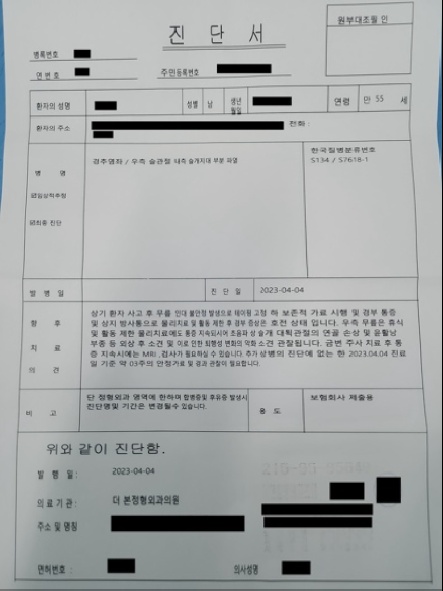 진 단 서
원부대조필 인
병록번호
연 번 호
주민등록번호
환자의 성명
성별 남
생년
월일
연령 만 55 세
환자의 주소
전화 :
병 명
경추염좌 / 우측 슬관절 내측 슬개지대 부분 파열
한국질병분류번호
S134 / S7618-1
☑임상적추정
☑최종 진단
발 병 일
진 단 일 2023-04-04
향 후
치 료
의 견
상기 환자 사고 후 무릎 인대 불안정 발생으로 테이핑 고정 하 보존적 가료 시행 및 경부 통증
및 상지 방사통으로 물리치료 및 활동 제한 후 경부 증상은 호전 상태 입니다. 우측 무릎은 휴식
및 활동 제한 물리치료에도 통증 지속되시어 초음파 상 슬개 대퇴관절의 연골 손상 및 윤활낭
부종 등 외상 후 소견 및 이로 인한 퇴행성 변화의 악화 소견 관찰됩니다. 금번 주사 치료 후 통
증 지속시에는 MRI 검사가 필요하실 수 있습니다. 추가 상병의 진단에 없는 한 2023.04.04 진료
일 기준 약 03주의 안정가료 및 경과 관찰이 필요합니다.
비 고
단 정형외과 영역에 한하며 합병증및 후유증 발생시
진단명및 기간은 변경될수 있습니다.
용 도
보험회사 제출용
위와 같이 진단함.
발 행 일: 2023-04-04
의료기관: 더 본정형외과의원
주소 및 명칭
면허번호 :
의사성명